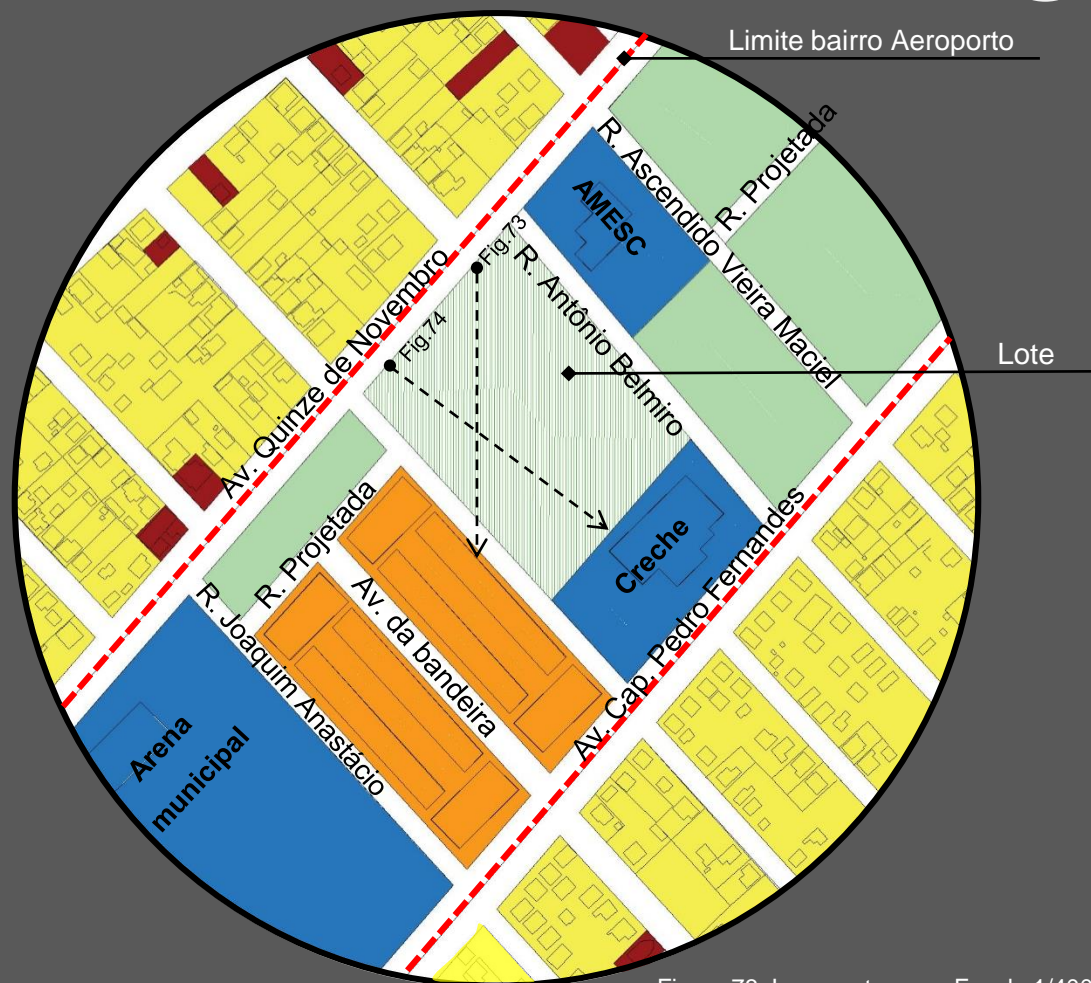 Limite bairro Aeroporto
R. Projetada
R. Ascendido Vieira Maciel
AMESC
Fig.73
R. Antônio Belmiro
Av. Quinze de Novembro
Fig.74
Lote
R. Projetada
Creche
Av. Cap. Pedro Fernandes
Av. da bandeira
R. Joaquim Anastácio
Arena
municipal